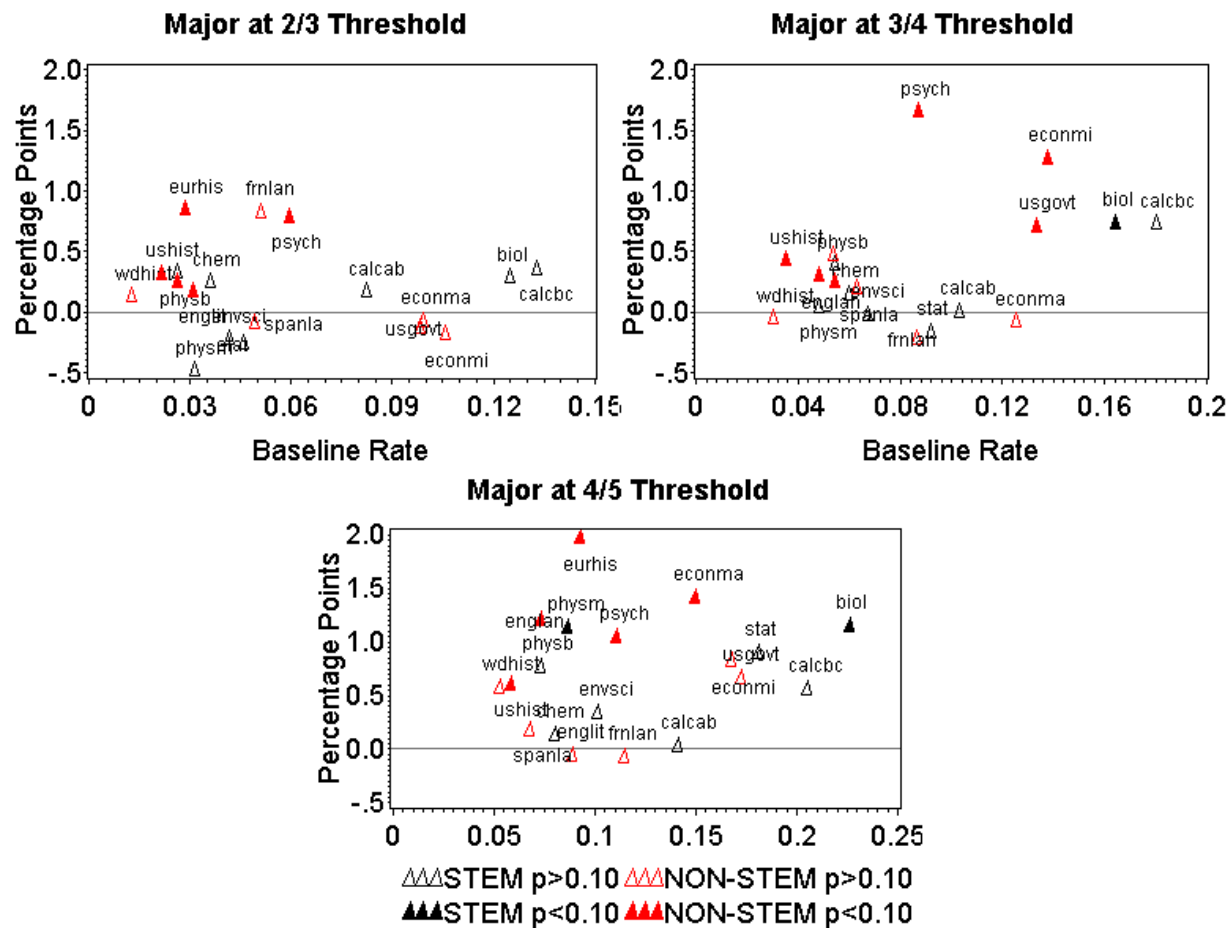 Major at 2/3 Threshold
Percentage Points
2.0
1.5
1.0
0.5
0.0
-.5
eurhis
frnlan
psych
ushist
chem
wdhist
biol
calcab
calcbc
physb
econma
englit
envsci
spanla
usgovt
physm
econmi
0 0.03 0.06 0.09 0.12 0.15
Baseline Rate
Major at 3/4 Threshold
Percentage Points
2.0
1.5
1.0
0.5
0.0
-.5
psych
econmi
usgovt
biol
calcbc
ushist
physb
chem
wdhist
englan
envsci
calcab
spanla
stat
econma
physm
frnlan
0 0.04 0.08 0.12 0.16 0.2
Baseline Rate
Major at 4/5 Threshold
Percentage Points
2.0
1.5
1.0
0.5
0.0
-.5
eurhis
econma
physm
psych
biol
englan
physb
stat
usgovt
wdhist
calcbc
envsci
econmi
ushist
chem
englit
frnlan
calcab
spanla
0 0.05 0.1 0.15 0.2 0.25
STEM p>0.10 NON-STEM p>0.10
STEM p<0.10 NON-STEM p<0.10